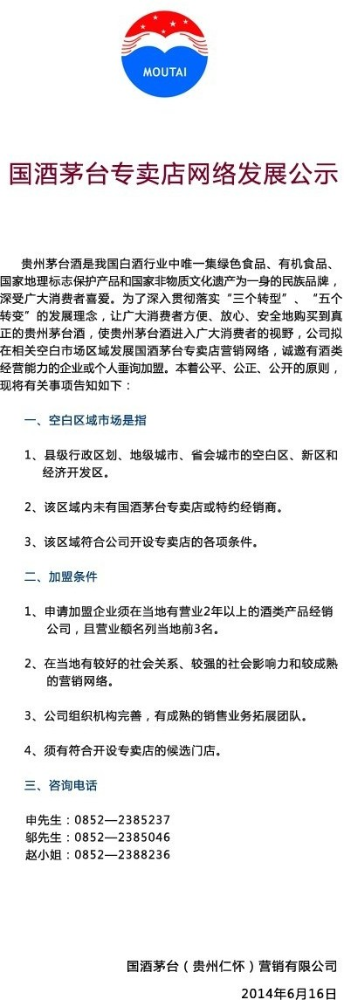 MOUTAI
国酒茅台专卖店网络发展公示
贵州茅台酒是我国白酒行业中唯一集绿色食品、有机食品、
国家地理标志保护产品和国家非物质文化遗产为一身的民族品牌，
深受广大消费者喜爱。为了深入贯彻落实“三个转型”、“五个
转变”的发展理念，让广大消费者方便、放心、安全地购买到真
正的贵州茅台酒，使贵州茅台酒进入广大消费者的视野，公司拟
在相关空白市场区域发展国酒茅台专卖店营销网络，诚邀有酒类
经营能力的企业或个人垂询加盟。本着公平、公正、公开的原则，
现将有关事项告知如下：
一、空白区域市场是指
1、县级行政区划、地级城市、省会城市的空白区、新区和
经济开发区。
2、该区域内未有国酒茅台专卖店或特约经销商。
3、该区域符合公司开设专卖店的各项条件。
二、加盟条件
1、申请加盟企业须在当地有营业2年以上的酒类产品经销
公司，且营业额名列当地前3名。
2、在当地有较好的社会关系、较强的社会影响力和较成熟
的营销网络。
3、公司组织机构完善，有成熟的销售业务拓展团队。
4、须有符合开设专卖店的候选门店。
三、咨询电话
申先生：0852—2385237
邬先生：0852—2385046
赵小姐：0852—2388236
国酒茅台（贵州仁怀）营销有限公司
2014年6月16日